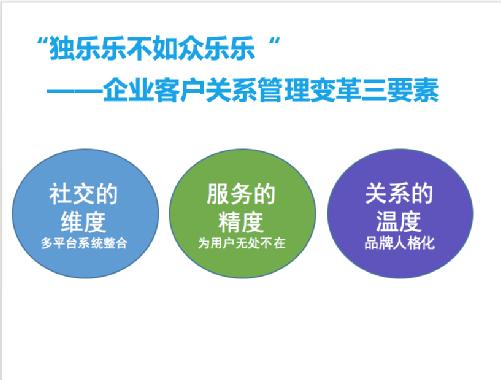 “独乐乐不如众乐乐“
——企业客户关系管理变革三要素
社交的
维度
多平台系统整合
服务的
精度
为用户无处不在
关系的
温度
品牌人格化